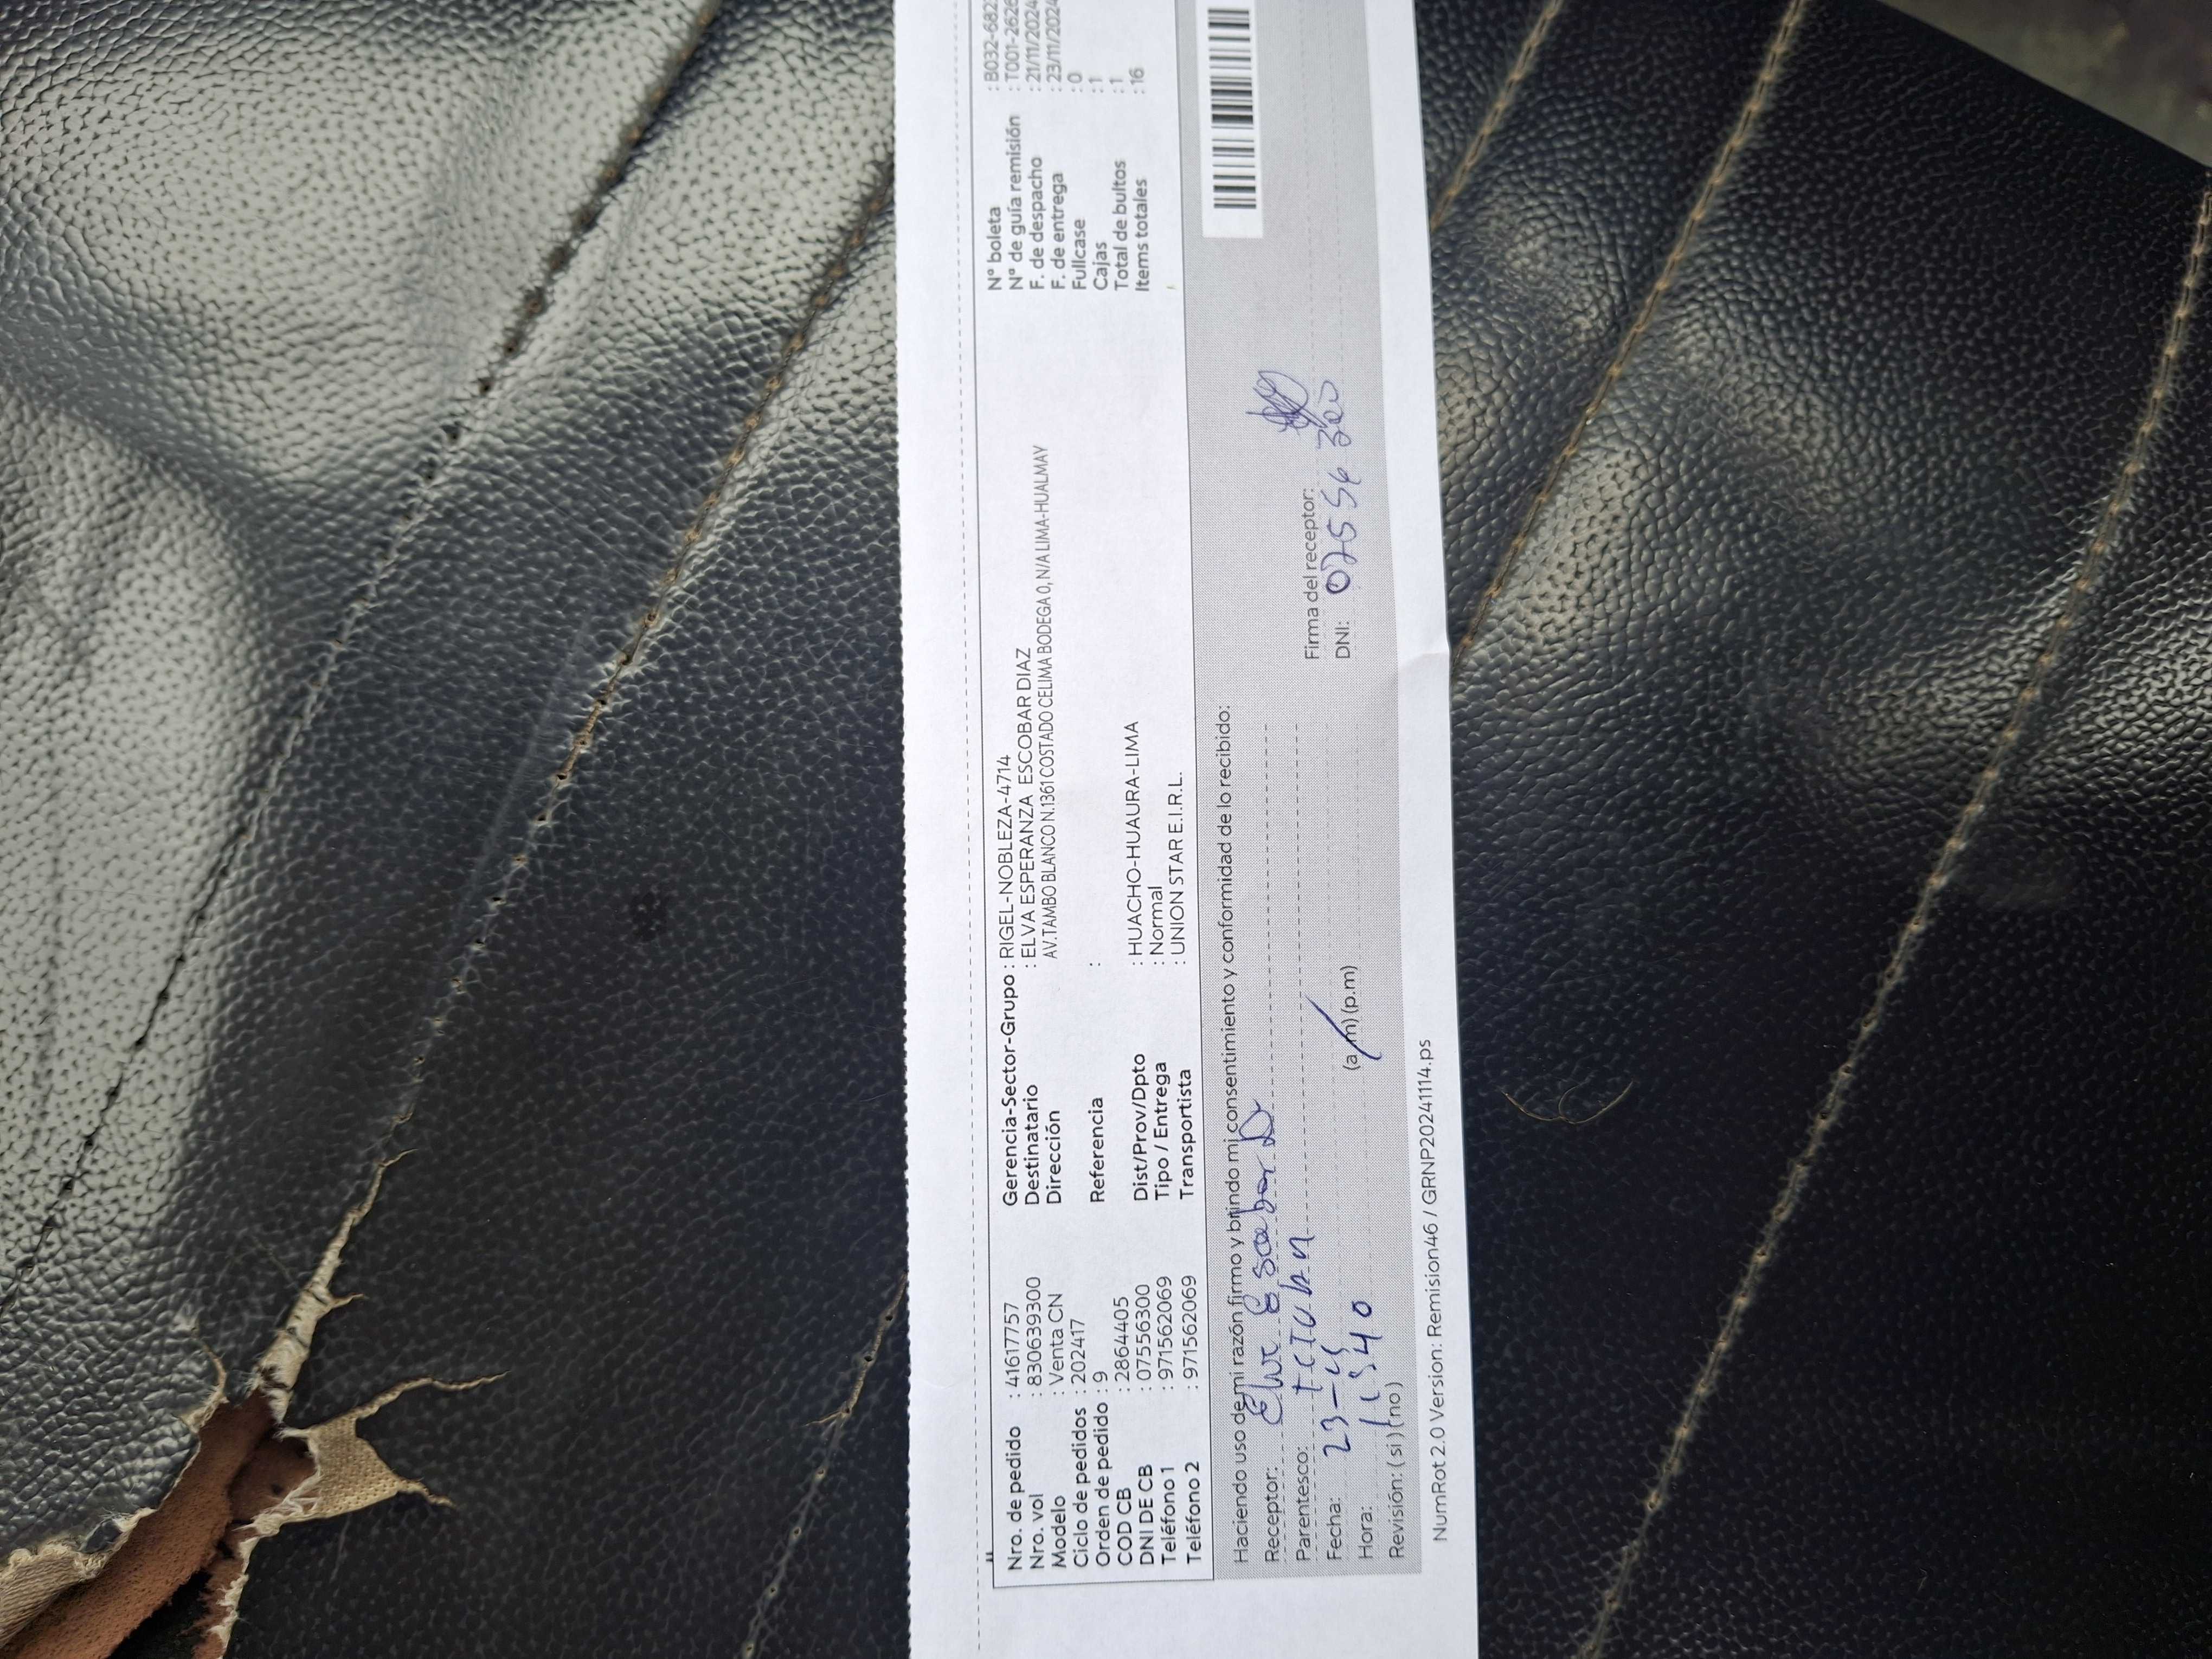 Nro. de pedido : 41617757
Nro. vol : 830639300
Modelo : Venta CN
Ciclo de pedidos : 202417
Orden de pedido : 9
COD CB : 2864405
DNI DE CB : 07556300
Teléfono 1 : 971562069
Teléfono 2 : 971562069
Gerencia-Sector-Grupo : RIGEL-NOBLEZA-4714
Destinatario : ELVA ESPERANZA ESCOBAR DIAZ
Dirección AV.TAMBO BLANCO N.1361 COSTADO CELIMA BODEGA 0, N/A LIMA-HUALMAY
Referencia :
Dist/Prov/Dpto : HUACHO-HUAURA-LIMA
Tipo / Entrega : Normal
Transportista : UNION STAR E.I.R.L.
N° boleta : B032-682
N° de guía remisión : T001-2626
F. de despacho : 21/11/2024
F. de entrega : 23/11/2024
Fullcase : 0
Cajas : 1
Total de bultos : 1
Items totales : 16
Haciendo uso de mi razón firmo y brindo mi consentimiento y conformidad de lo recibido:
Receptor: Escobar D
Parentesco:
Fecha: 23-
Hora: 40 (a.m) (p.m)
Revisión: ( si ) ( no )
Firma del receptor:
DNI: 07556300
NumRot 2.0 Version: Remision46 / GRNP20241114.ps